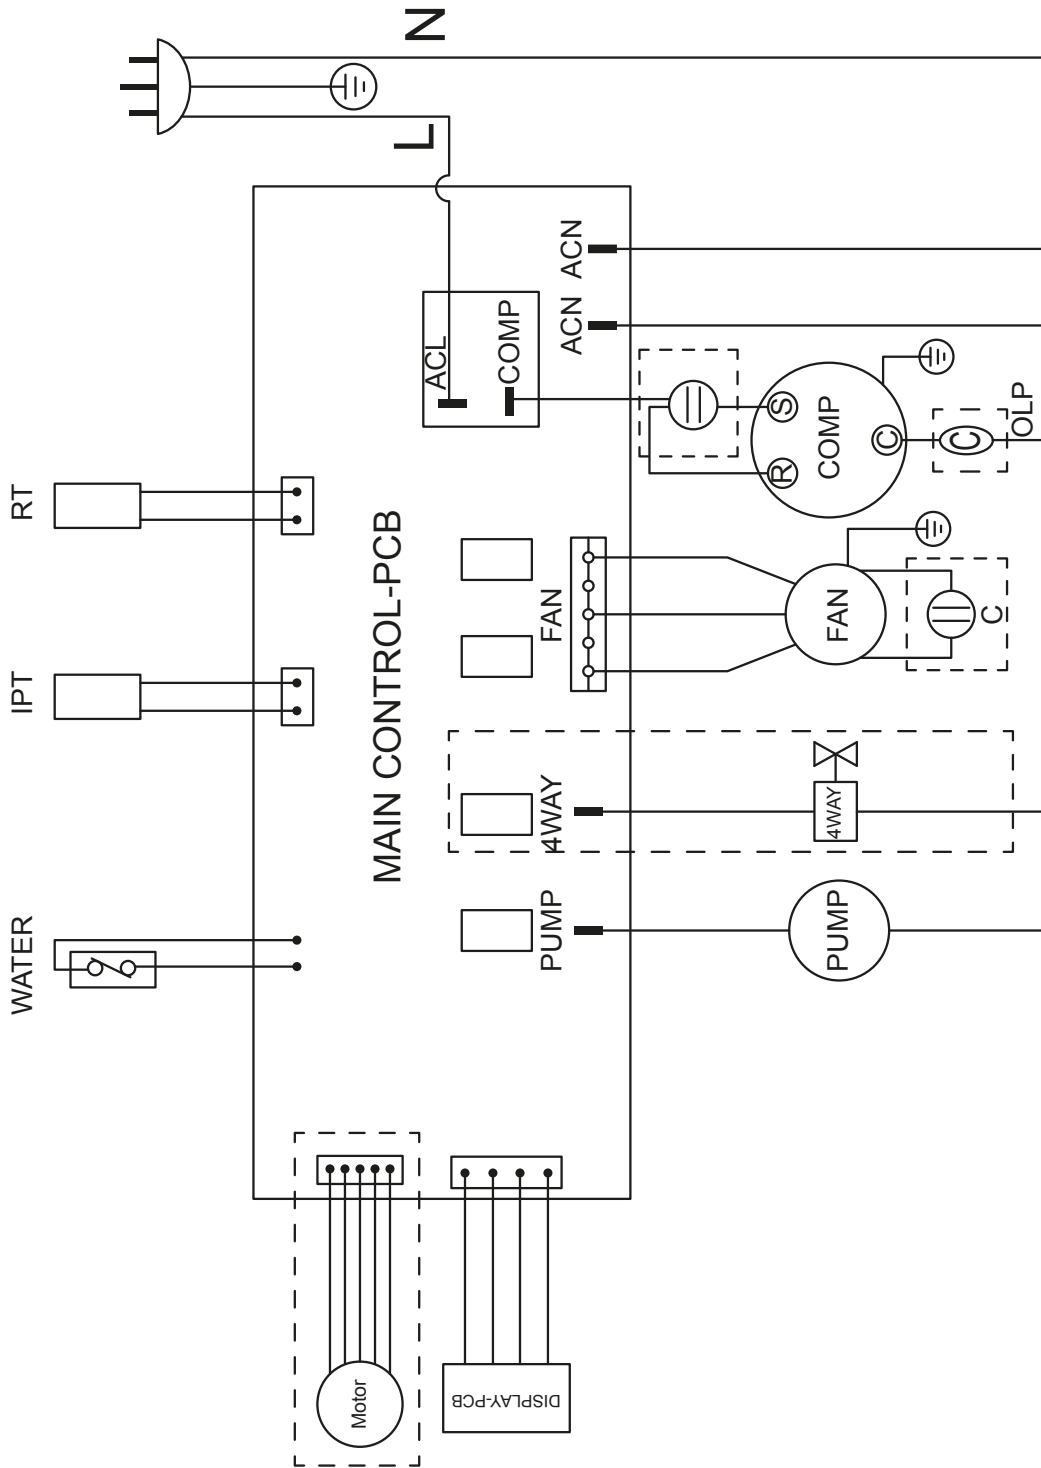 WATER
IPT
RT
N
L
MAIN CONTROL-PCB
ACL
COMP
PUMP
4WAY
FAN
ACN
ACN
Motor
DISPLAY-PCB
PUMP
4WAY
FAN
C
R
S
COMP
C
C
OLP